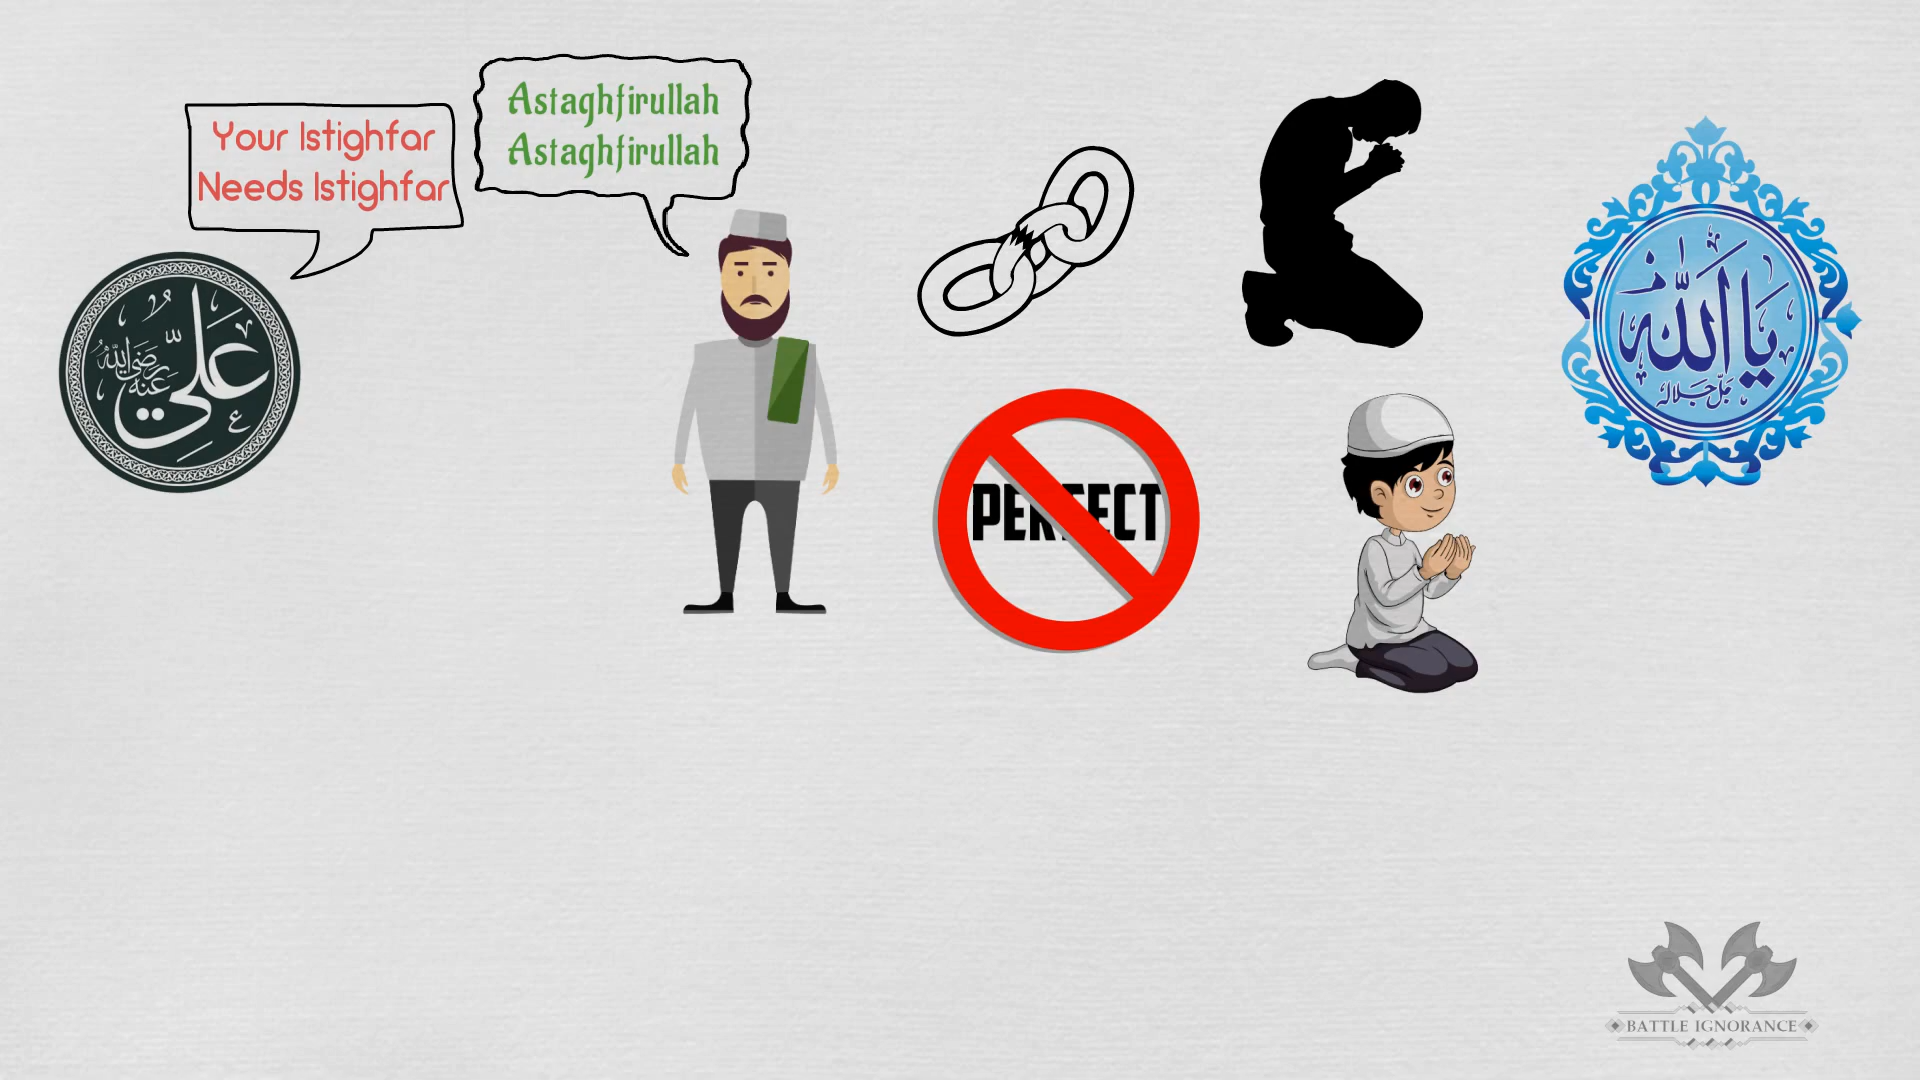 Your Istighfar
Needs Istighfar
Astaghfirullah
Astaghfirullah
علي
رضي الله
عنه
PERFECT
يا الله
جل جلاله
BATTLE IGNORANCE